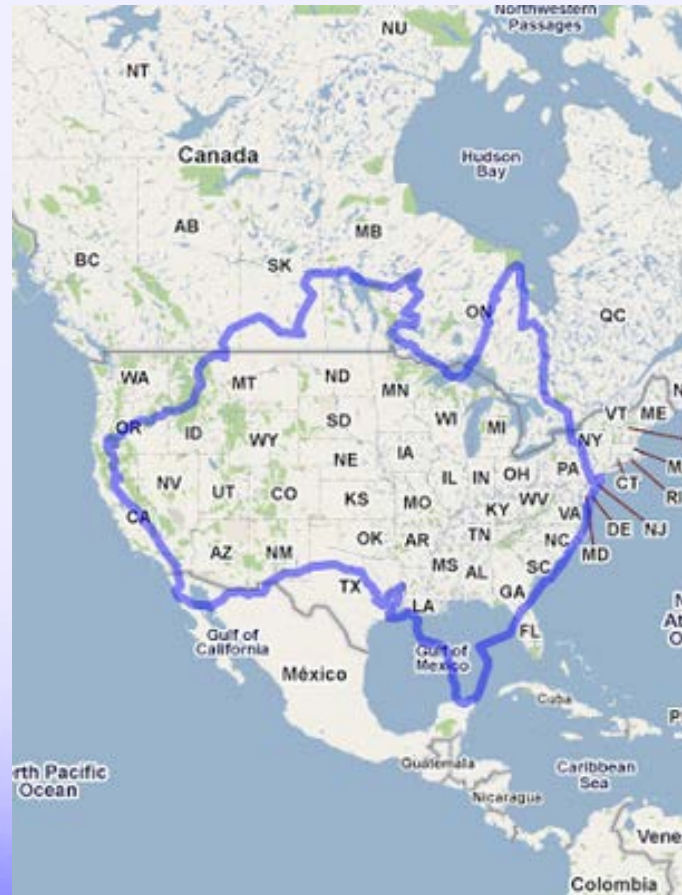 Northwestern
Passages
NU
NT
Canada
Hudson
Bay
AB
MB
BC
SK
ON
QC
WA
MT
ND
MN
VT
ME
OR
ID
SD
WI
MI
NY
WY
M
IA
PA
CT
RI
NE
IL
IN
OH
NV
UT
CO
KS
MO
WV
KY
VA
DE
NJ
CA
OK
AR
TN
NC
MD
AZ
NM
MS
AL
SC
TX
LA
GA
FL
Gulf of
California
Gulf of
Mexico
México
Cuba
Guatemala
Caribbean
Sea
Nicaragua
rth Pacific
Ocean
Vene
Colombia